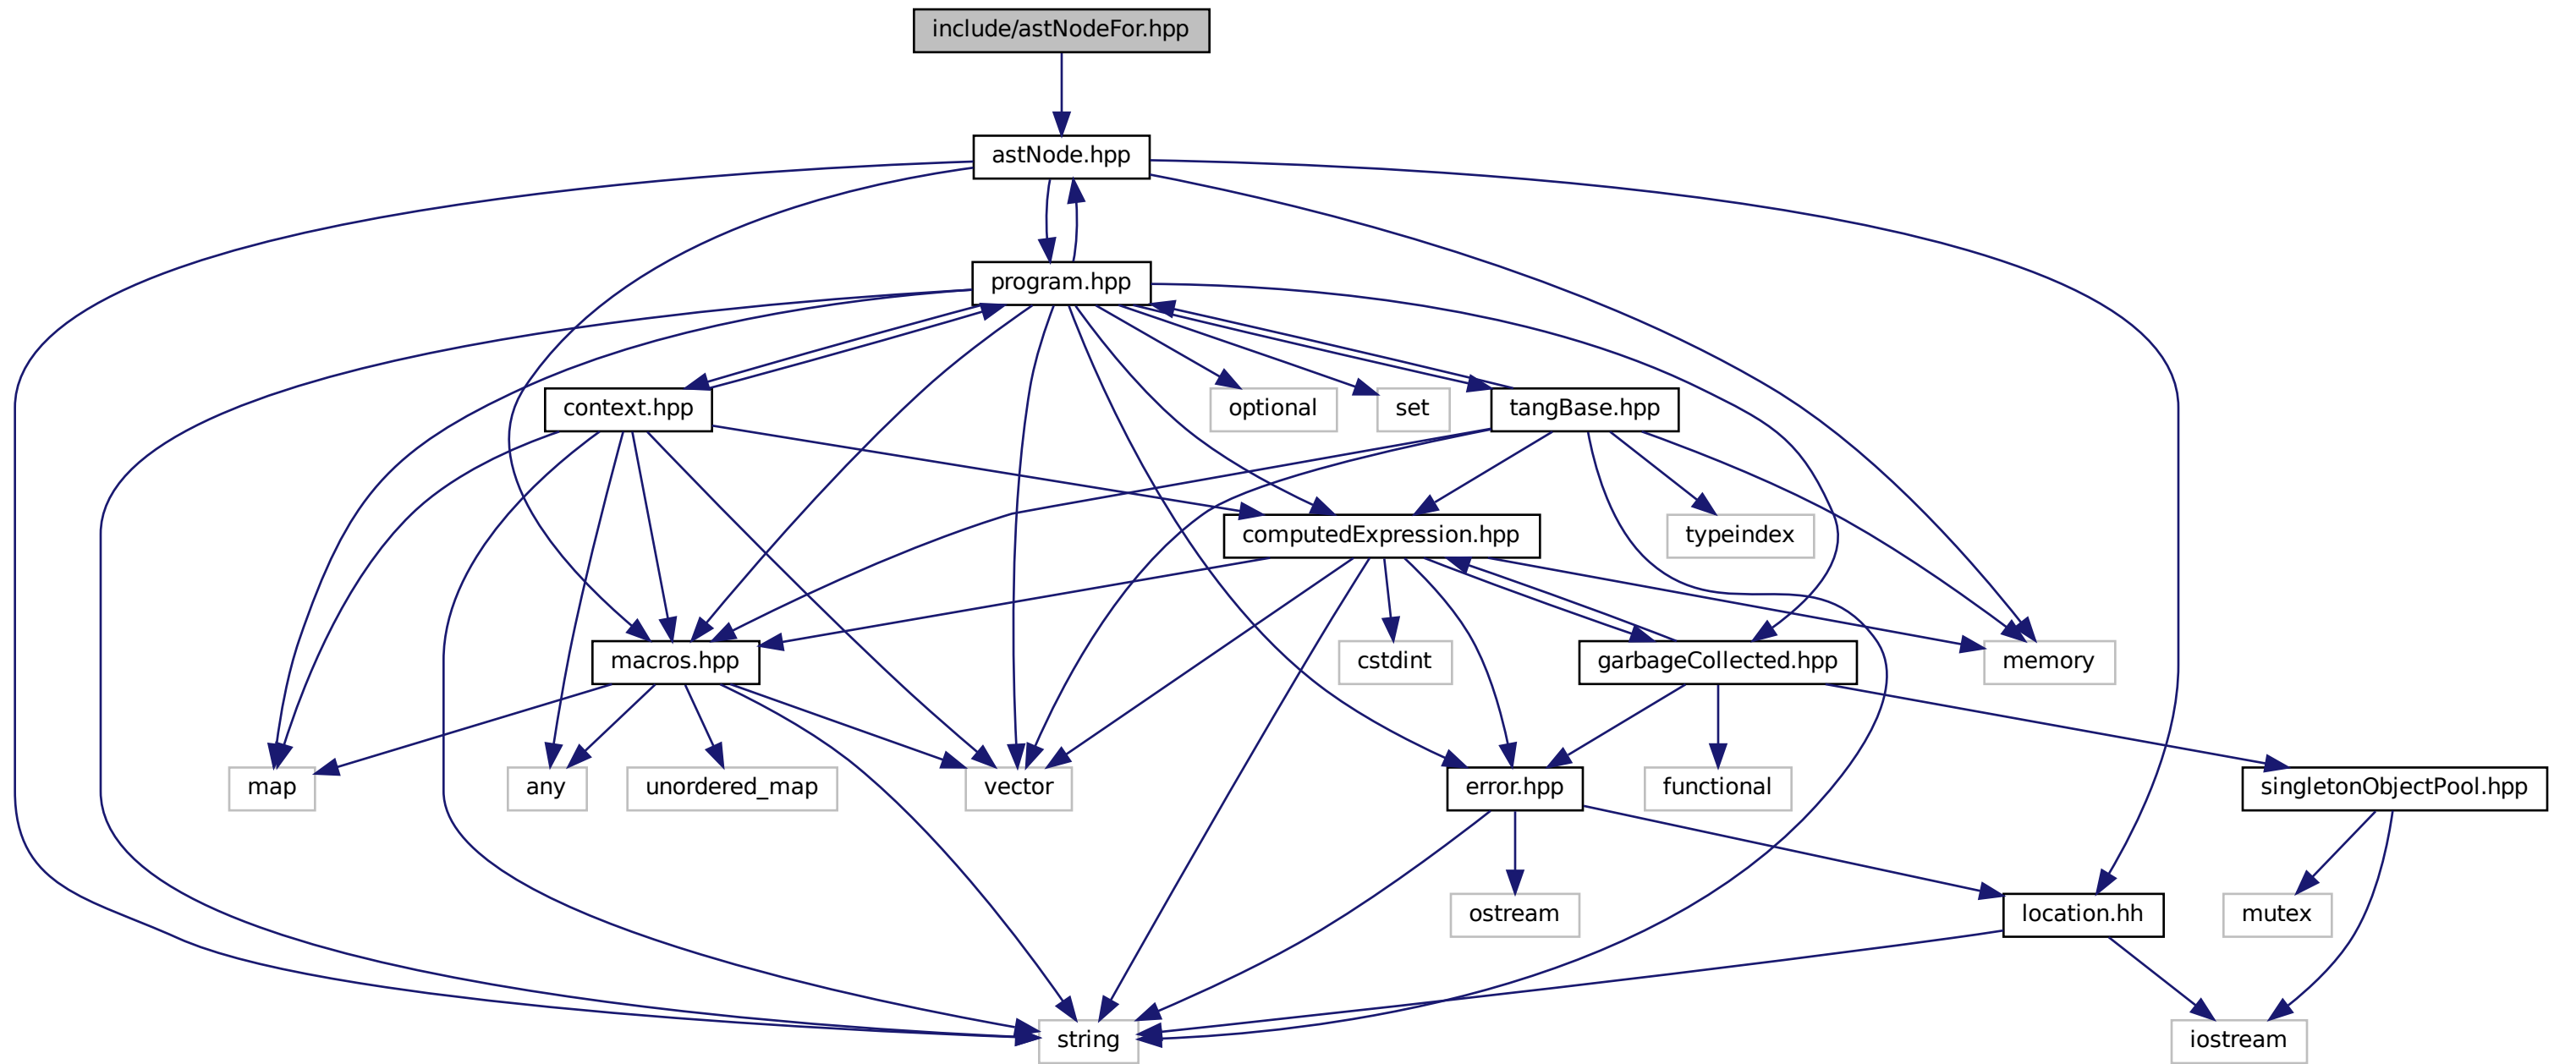 include/astNodeFor.hpp
astNode.hpp
program.hpp
context.hpp
optional
set
tangBase.hpp
computedExpression.hpp
typeindex
macros.hpp
cstdint
garbageCollected.hpp
memory
map
any
unordered_map
vector
error.hpp
functional
singletonObjectPool.hpp
ostream
location.hh
mutex
string
iostream